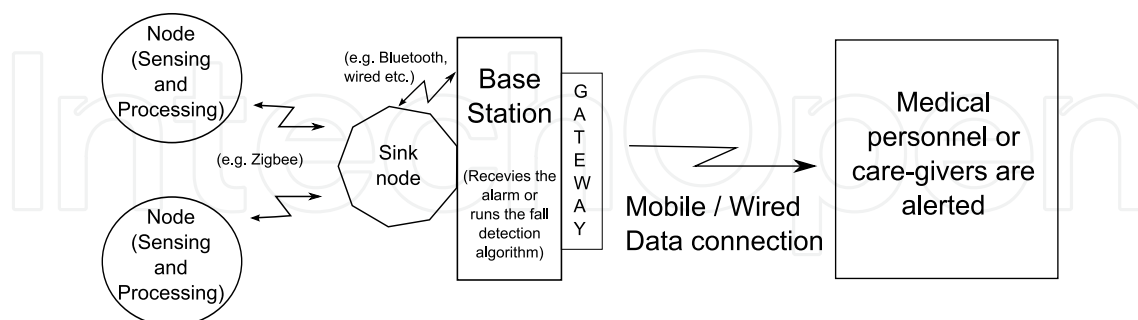 Node
(Sensing
and
Processing)
(e.g. Zigbee)
Node
(Sensing
and
Processing)
(e.g. Bluetooth,
wired etc.)
Sink
node
Base
Station
(Recevies the
alarm or
runs the fall
detection
algorithm)
GATEWAY
Mobile / Wired
Data connection
Medical
personnel or
care-givers are
alerted
IntechOpen